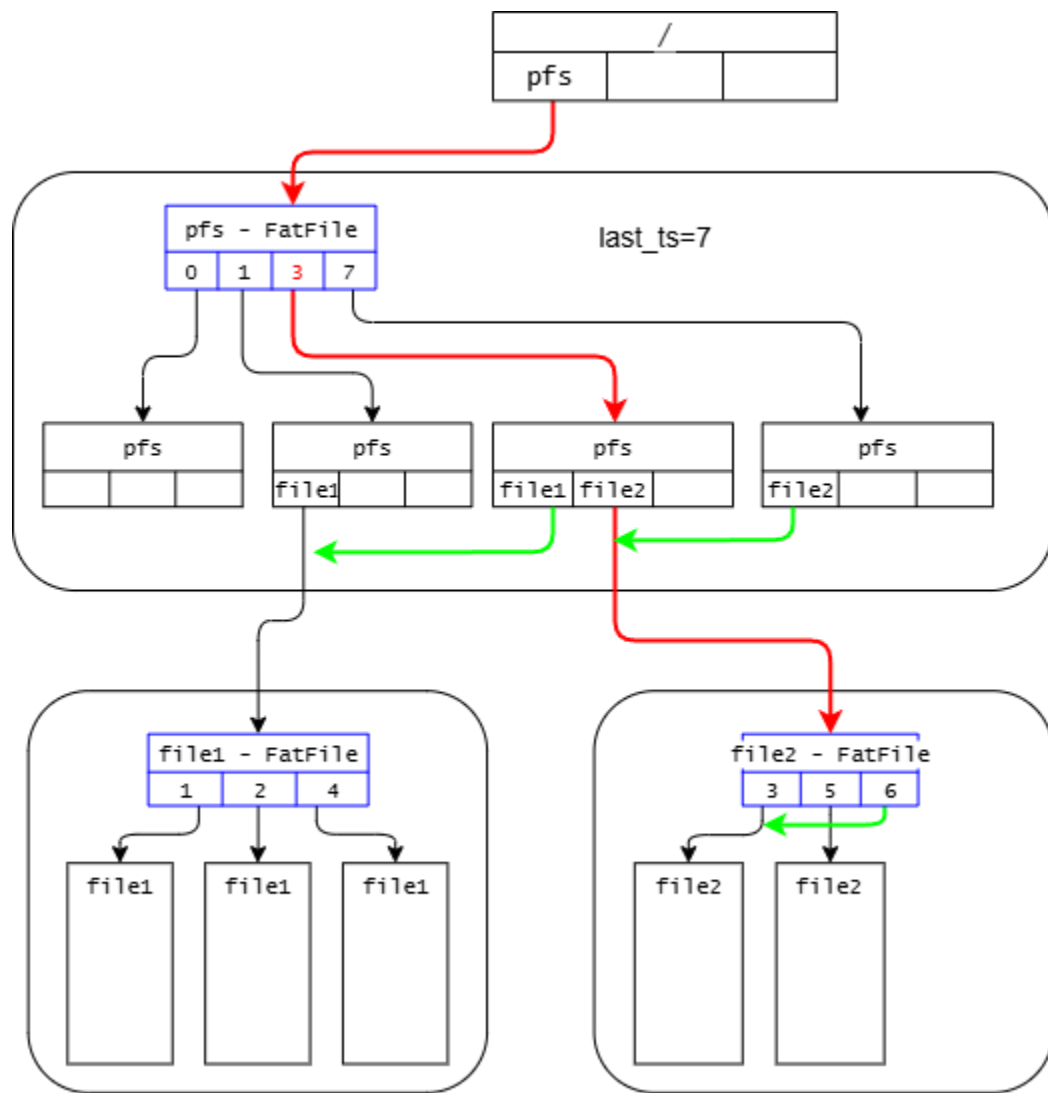 /
pfs
pfs - FatFile
last_ts=7
0 1 3 7
pfs pfs pfs pfs
file1 file1 file2 file2
file1 - FatFile
file2 - FatFile
1 2 4
3 5 6
file1 file1 file1
file2 file2